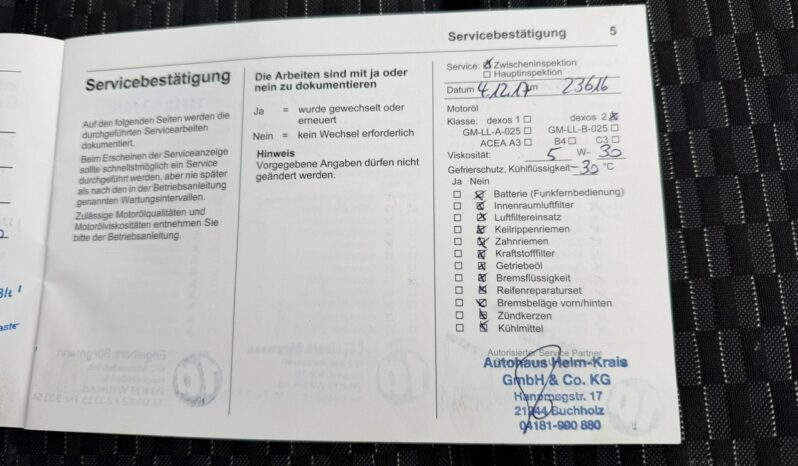 Servicebestätigung 5
Servicebestätigung
Auf den folgenden Seiten werden die
durchgeführten Servicearbeiten
dokumentiert.
Beim Erscheinen der Serviceanzeige
sollte schnellstmöglich ein Service
durchgeführt werden, aber nie später
als nach den in der Betriebsanleitung
genannten Wartungsintervallen.
Zulässige Motorölqualitäten und
Motorölviskositäten entnehmen Sie
bitte der Betriebsanleitung.
Die Arbeiten sind mit ja oder
nein zu dokumentieren
Ja = wurde gewechselt oder
erneuert
Nein = kein Wechsel erforderlich
Hinweis
Vorgegebene Angaben dürfen nicht
geändert werden.
Service: ☒ Zwischeninspektion
☐ Hauptinspektion
Datum 4.12.17 km 23616
Motoröl
Klasse: dexos 1 ☐ dexos 2 ☒
GM-LL-A-025 ☐ GM-LL-B-025 ☐
ACEA A3 ☐ B4 ☐ C3 ☐
Viskosität: 5 W- 30
Gefrierschutz, Kühlflüssigkeit -30 °C
Ja Nein
☐ ☒ Batterie (Funkfernbedienung)
☐ ☒ Innenraumluftfilter
☐ ☒ Luftfiltereinsatz
☐ ☒ Keilrippenriemen
☐ ☒ Zahnriemen
☐ ☒ Kraftstofffilter
☐ ☒ Getriebeöl
☐ ☒ Bremsflüssigkeit
☐ ☒ Reifenreparaturset
☐ ☒ Bremsbeläge vorn/hinten
☐ ☒ Zündkerzen
☐ ☒ Kühlmittel
Autorisierter Service Partner
Autohaus Helm-Krais
GmbH & Co. KG
Hanomagstr. 17
21244 Buchholz
04181-990 880